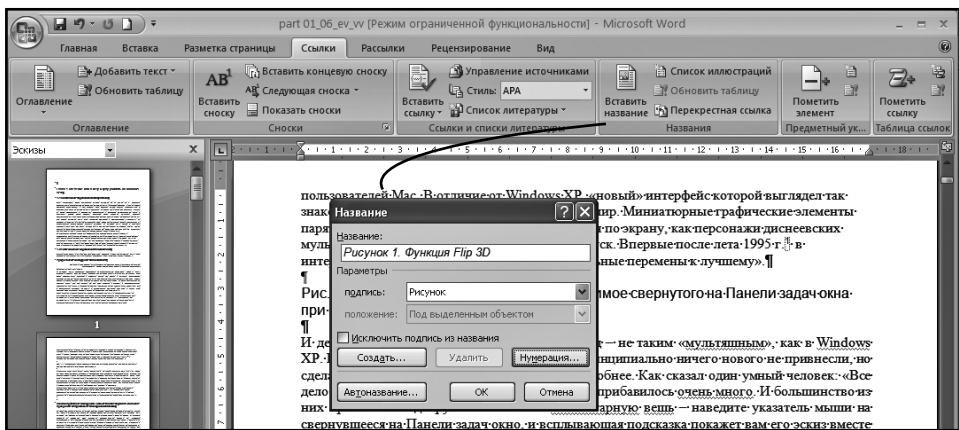 part 01_06_ev_vv [Режим ограниченной функциональности] - Microsoft Word
Главная Вставка Разметка страницы Ссылки Рассылки Рецензирование Вид
Оглавление
Добавить текст
Обновить таблицу
Оглавление
AB¹
Вставить сноску
Вставить концевую сноску
Следующая сноска
Показать сноски
Сноски
Вставить ссылку
Управление источниками
Стиль: APA
Список литературы
Ссылки и списки литературы
Вставить название
Список иллюстраций
Обновить таблицу
Перекрестная ссылка
Названия
Пометить элемент
Предметный ук...
Пометить ссылку
Таблица ссылок
Эскизы
1
пользователей Mac. В отличие от Windows XP, «новый» интерфейс которой выглядел так
знак мир. Миниатюрные графические элементы
паря по экрану, как персонажи диснеевских
муль ск. Впервые после лета 1995 г. в
инте ьные перемены к лучшему».¶
¶
Рис. имое свернутого на Панели задач окна
при
¶
И де — не таким «мультяшным», как в Windows
XP. нципиально ничего нового не привнесли, но
сдел обнее. Как сказал один умный человек: «Все
дело прибавилось очень много. И большинство из
них вещь — наведите указатель мыши на
свернувшееся на Панели задач окно, и всплывающая подсказка покажет вам его эскиз вместе
Название
Название:
Рисунок 1. Функция Flip 3D
Параметры
подпись: Рисунок
положение: Под выделенным объектом
Исключить подпись из названия
Создать... Удалить Нумерация...
Автоназвание... ОК Отмена